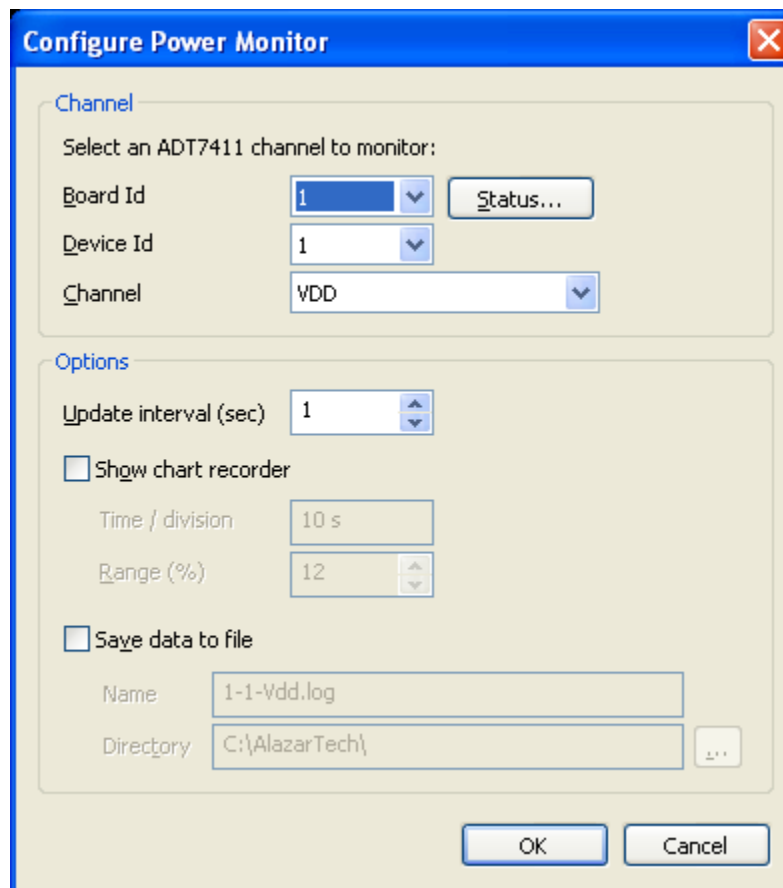 Configure Power Monitor
Channel
Select an ADT7411 channel to monitor:
Board Id 1 Status...
Device Id 1
Channel VDD
Options
Update interval (sec) 1
Show chart recorder
Time / division 10 s
Range (%) 12
Save data to file
Name 1-1-Vdd.log
Directory C:\AlazarTech\ ...
OK Cancel